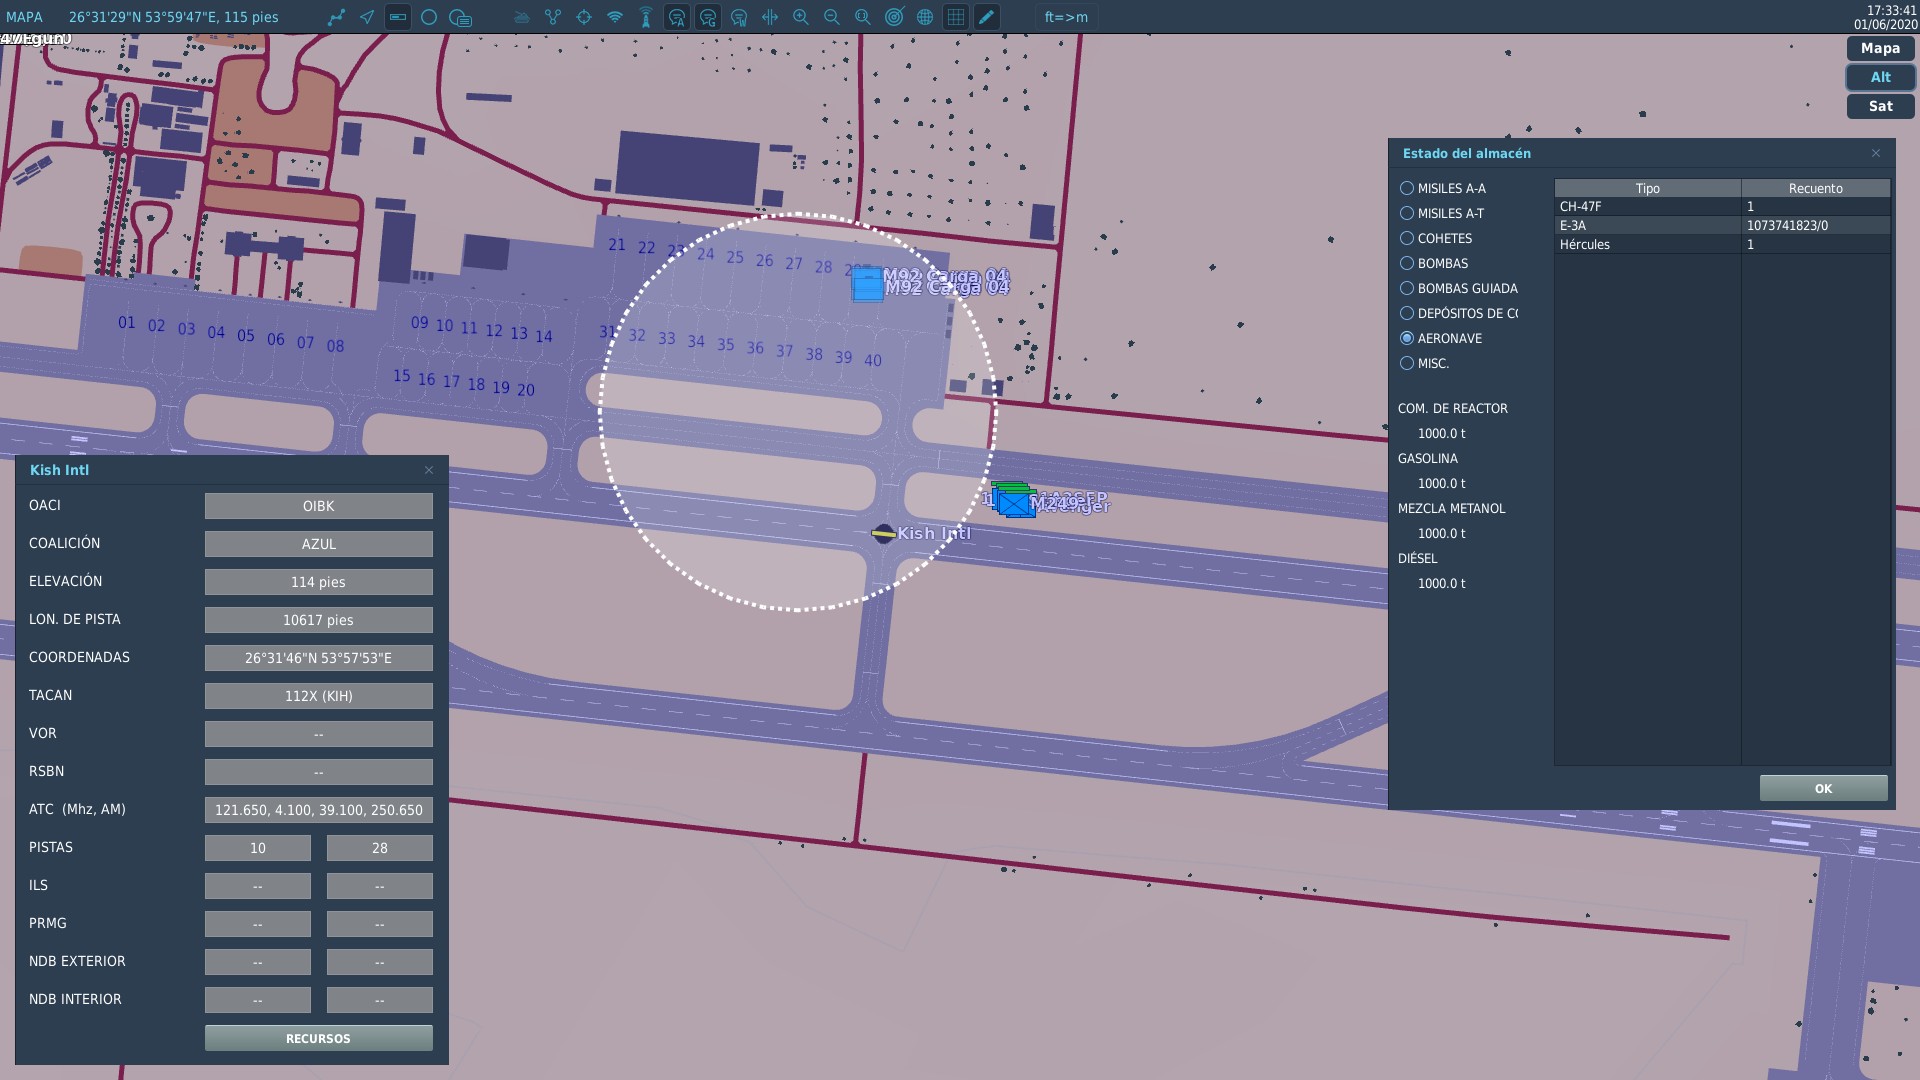 MAPA 26°31'29"N 53°59'47"E, 115 pies
ft=>m
17:33:41
01/06/2020
Mapa
Alt
Sat
21 22 23 24 25 26 27 28
M92 Carga 04
M92 Carga 04
01 02 03 04 05 06 07 08
09 10 11 12 13 14
31 32 33 34 35 36 37 38 39 40
15 16 17 18 19 20
M249
Kish Intl
Kish Intl
OACI OIBK
COALICIÓN AZUL
ELEVACIÓN 114 pies
LON. DE PISTA 10617 pies
COORDENADAS 26°31'46"N 53°57'53"E
TACAN 112X (KIH)
VOR --
RSBN --
ATC (Mhz, AM) 121.650, 4.100, 39.100, 250.650
PISTAS 10 28
ILS -- --
PRMG -- --
NDB EXTERIOR -- --
NDB INTERIOR -- --
RECURSOS
Estado del almacén
MISILES A-A
MISILES A-T
COHETES
BOMBAS
BOMBAS GUIADA
DEPÓSITOS DE CO
AERONAVE
MISC.
COM. DE REACTOR
1000.0 t
GASOLINA
1000.0 t
MEZCLA METANOL
1000.0 t
DIÉSEL
1000.0 t
Tipo Recuento
CH-47F 1
E-3A 1073741823/0
Hércules 1
OK